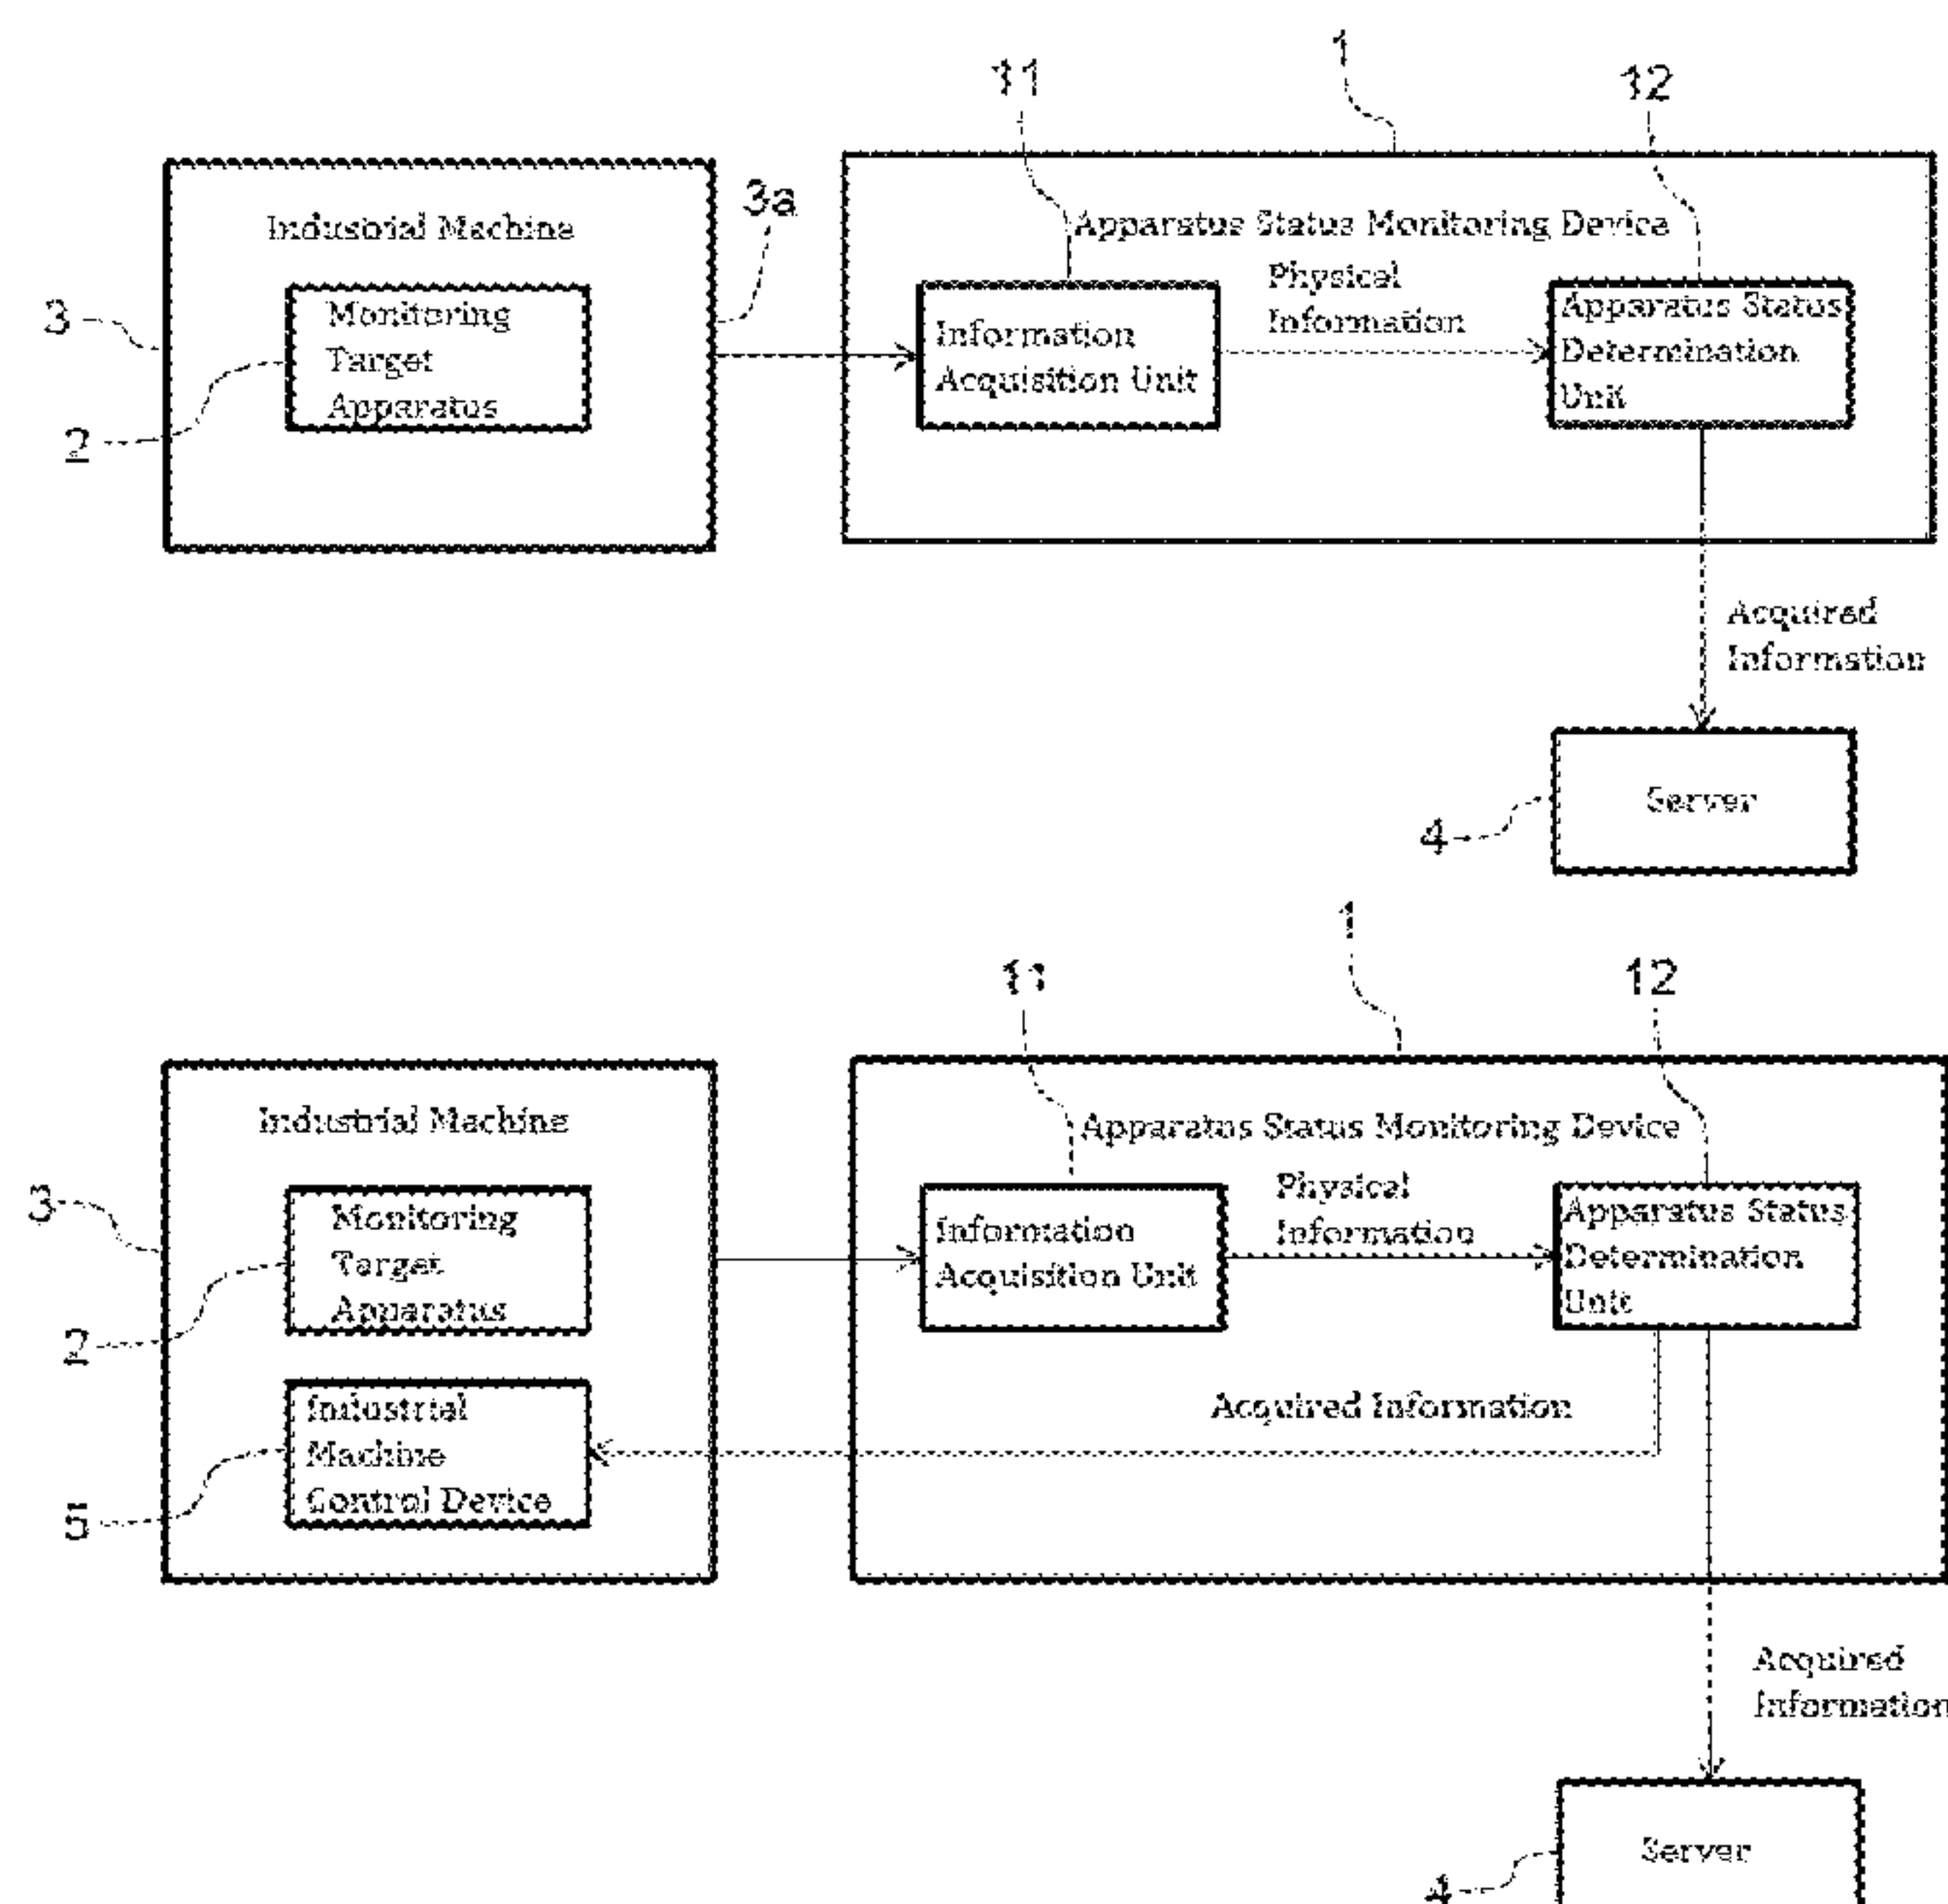 1
11
12
3a
Industrial Machine
Apparatus Status Monitoring Device
Physical
Information
Monitoring
Target
Apparatus
Information
Acquisition Unit
Apparatus Status
Determination
Unit
3
2
Acquired
Information
Server
4
1
11
12
Industrial Machine
Apparatus Status Monitoring Device
Physical
Information
Monitoring
Target
Apparatus
Information
Acquisition Unit
Apparatus Status
Determination
Unit
3
2
Acquired Information
Industrial
Machine
Control Device
5
Acquired
Information
Server
4